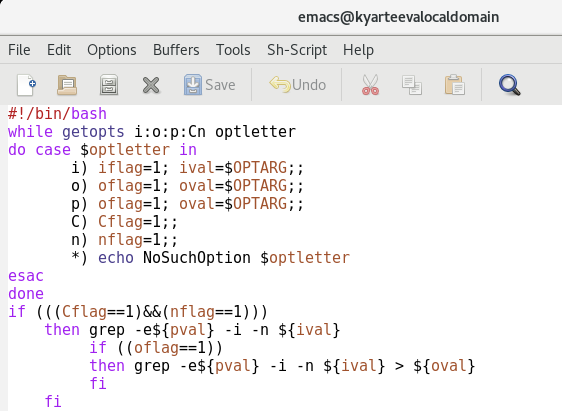 emacs@kyarteevalocaldomain
File Edit Options Buffers Tools Sh-Script Help
Save Undo
#!/bin/bash
while getopts i:o:p:Cn optletter
do case $optletter in
i) iflag=1; ival=$OPTARG;;
o) oflag=1; oval=$OPTARG;;
p) oflag=1; oval=$OPTARG;;
C) Cflag=1;;
n) nflag=1;;
*) echo NoSuchOption $optletter
esac
done
if (((Cflag==1)&&(nflag==1)))
then grep -e${pval} -i -n ${ival}
if ((oflag==1))
then grep -e${pval} -i -n ${ival} > ${oval}
fi
fi